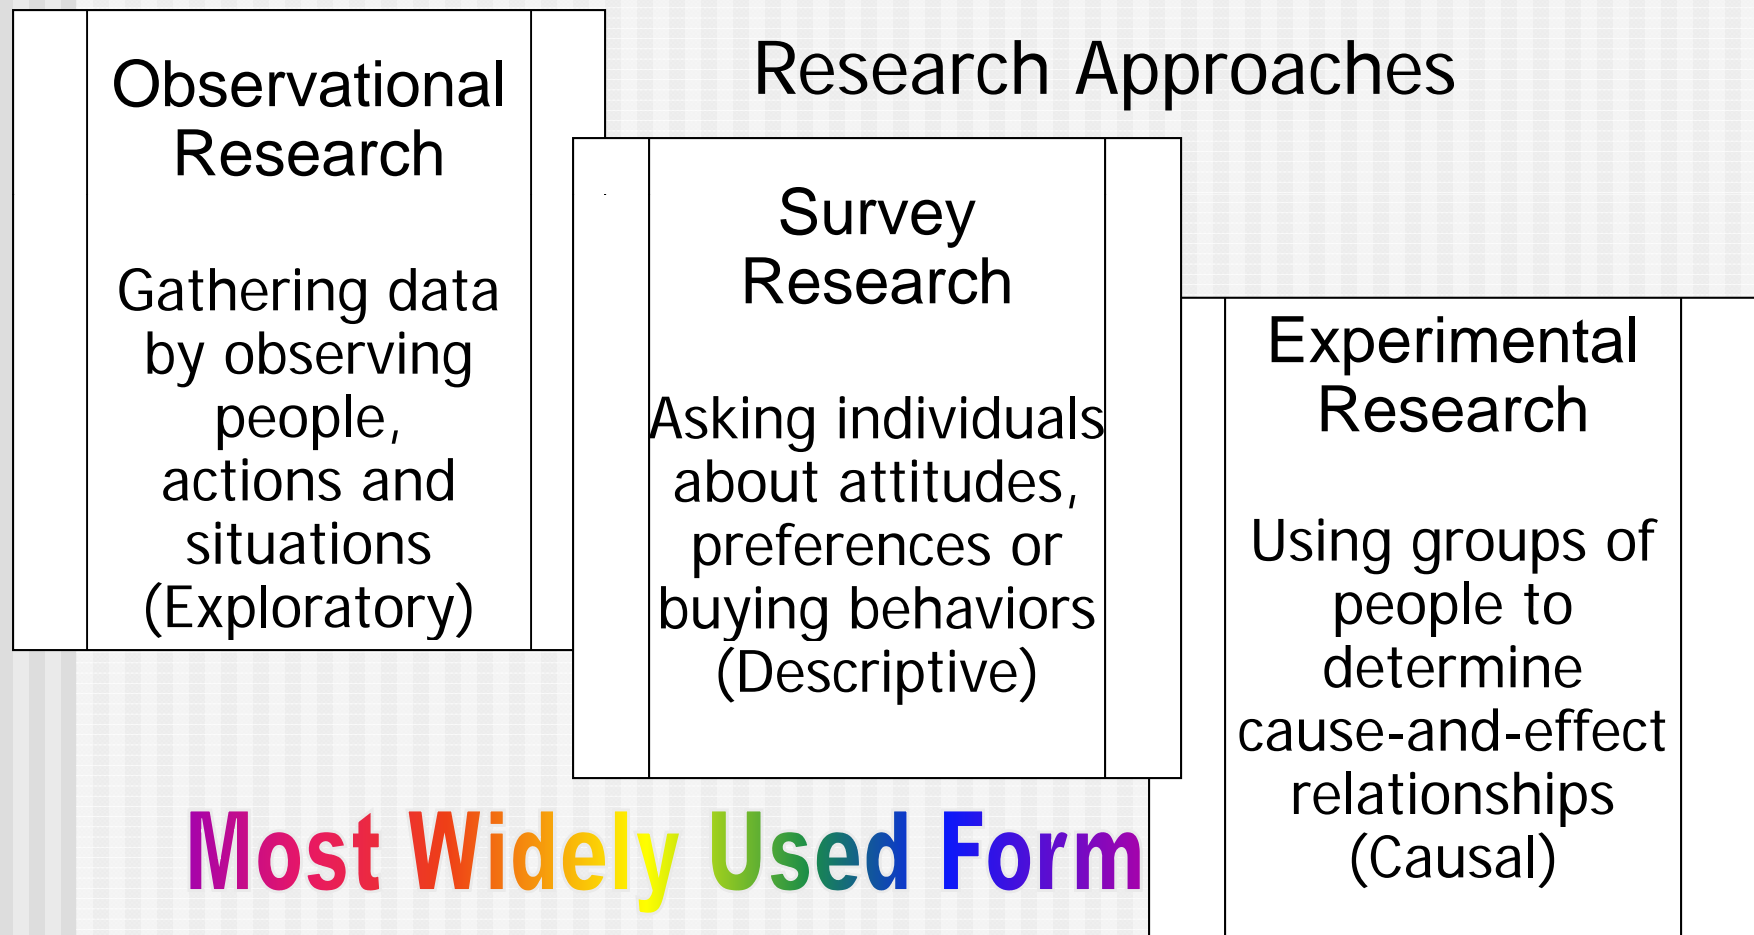 Research Approaches
Observational
Research
Gathering data
by observing
people,
actions and
situations
(Exploratory)
Survey
Research
Asking individuals
about attitudes,
preferences or
buying behaviors
(Descriptive)
Experimental
Research
Using groups of
people to
determine
cause-and-effect
relationships
(Causal)
Most Widely Used Form